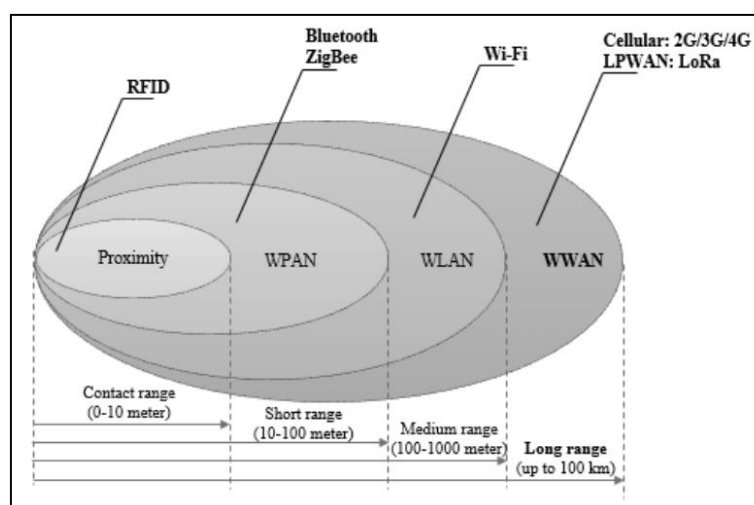 Bluetooth
ZigBee
Cellular: 2G/3G/4G
LPWAN: LoRa
Wi-Fi
RFID
Proximity
WPAN
WLAN
WWAN
Contact range
(0-10 meter)
Short range
(10-100 meter)
Medium range
(100-1000 meter)
Long range
(up to 100 km)